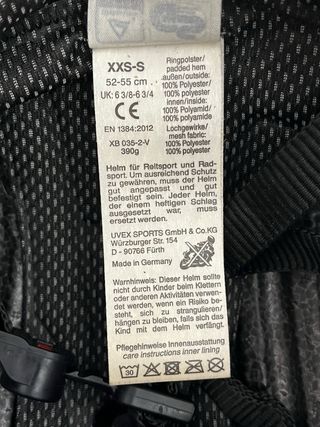 XXS-S
52-55 cm
UK: 6 3/8-6 3/4
CE
EN 1384:2012
XB 035-2-V
390g
Ringpolster/
padded hem
außen/outside:
100% Polyester/
100% polyester
innen/inside:
100% Polyamid/
100% polyester
Lochgewirke/
mesh fabric:
100% Polyester/
100% polyester
Helm für Reitsport und Rad-
sport. Um ausreichend Schutz
zu gewähren, muss der Helm
gut angepasst und gut
befestigt sein. Jeder Helm,
der einem heftigen Schlag
ausgesetzt war, muss
ersetzt werden.
UVEX SPORTS GmbH & Co.KG
Würzburger Str. 154
D - 90766 Fürth
Made in Germany
Warnhinweis: Dieser Helm sollte
nicht durch Kinder beim Klettern
oder anderen Aktivitäten verwen-
det werden, wenn ein Risiko be-
steht, sich zu strangulieren/
hängen zu bleiben, falls sich das
Kind mit dem Helm verfängt.
Pflegehinweise Innenausstattung
care instructions inner lining
30